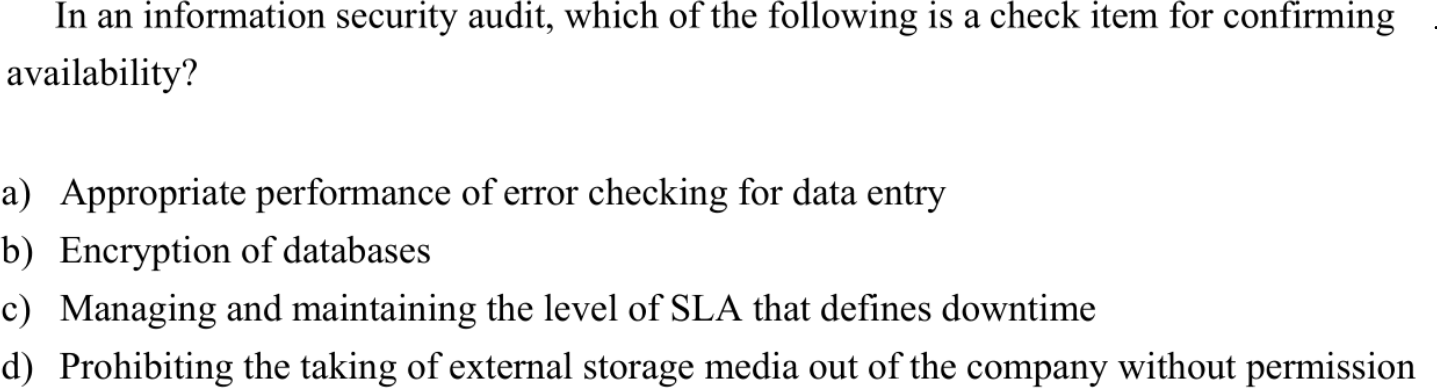 In an information security audit, which of the following is a check item for confirming
availability?
a) Appropriate performance of error checking for data entry
b) Encryption of databases
c) Managing and maintaining the level of SLA that defines downtime
d) Prohibiting the taking of external storage media out of the company without permission